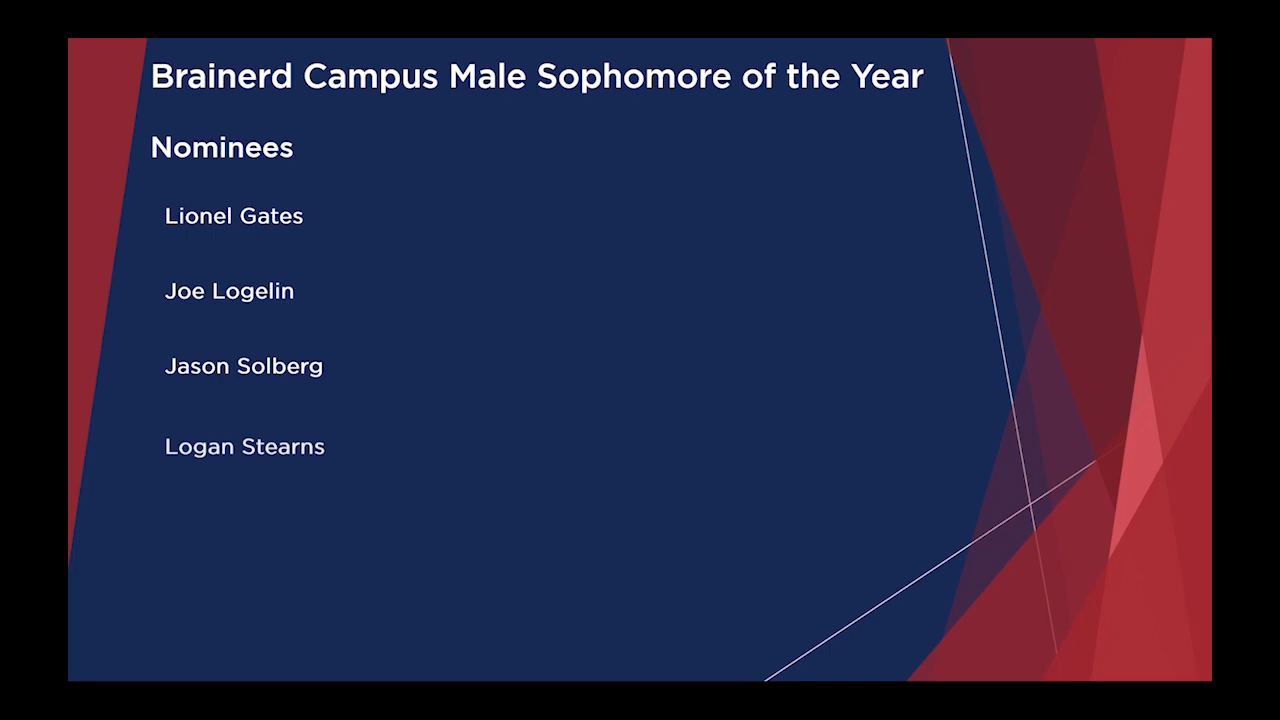 Brainerd Campus Male Sophomore of the Year
Nominees
Lionel Gates
Joe Logelin
Jason Solberg
Logan Stearns